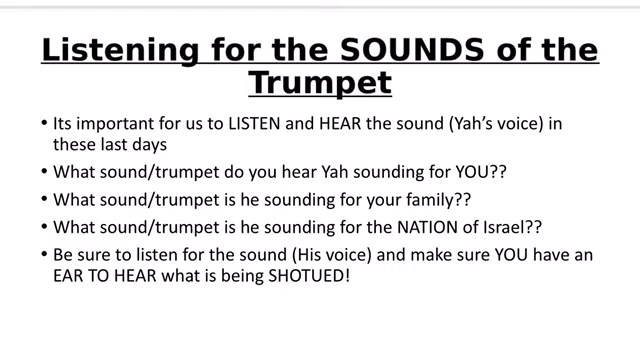 Listening for the SOUNDS of the
Trumpet
• Its important for us to LISTEN and HEAR the sound (Yah’s voice) in
these last days
• What sound/trumpet do you hear Yah sounding for YOU??
• What sound/trumpet is he sounding for your family??
• What sound/trumpet is he sounding for the NATION of Israel??
• Be sure to listen for the sound (His voice) and make sure YOU have an
EAR TO HEAR what is being SHOTUED!